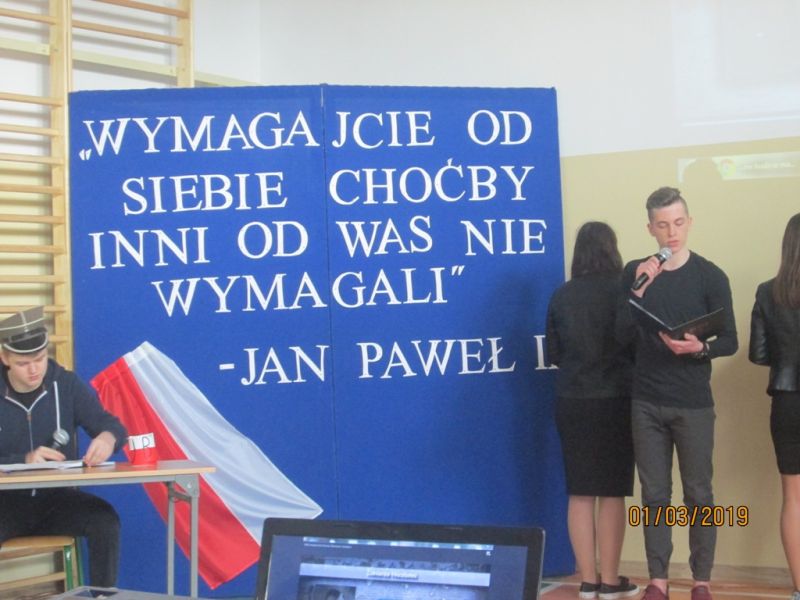 „WYMAGAJCIE OD
SIEBIE CHOĆBY
INNI OD WAS NIE
WYMAGALI”
-JAN PAWEŁ II
01/03/2019